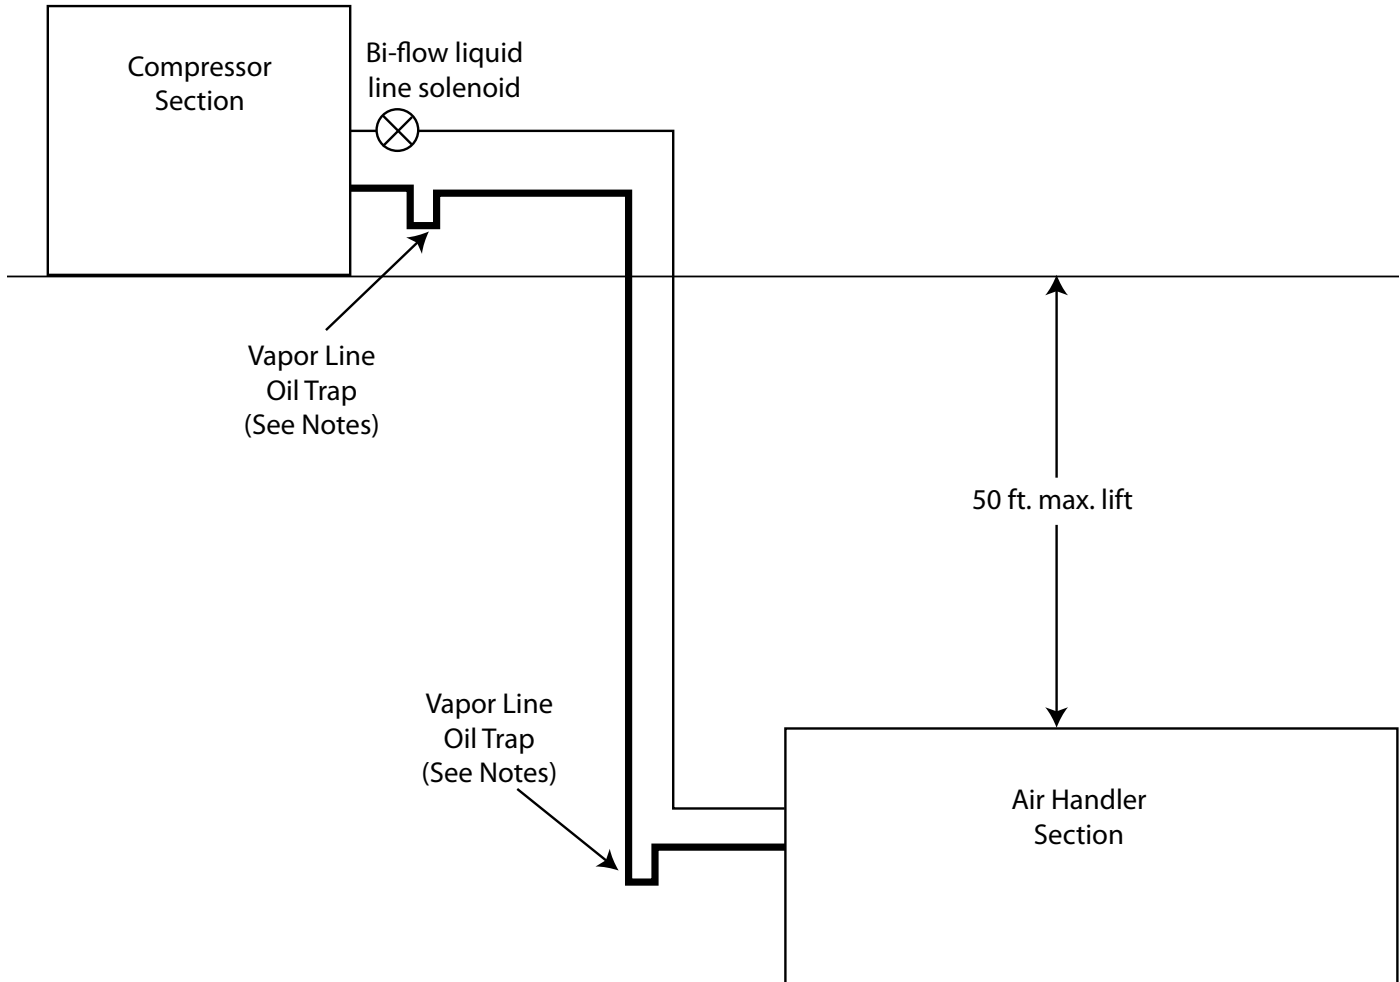 Compressor
Section
Bi-flow liquid
line solenoid
Vapor Line
Oil Trap
(See Notes)
50 ft. max. lift
Vapor Line
Oil Trap
(See Notes)
Air Handler
Section